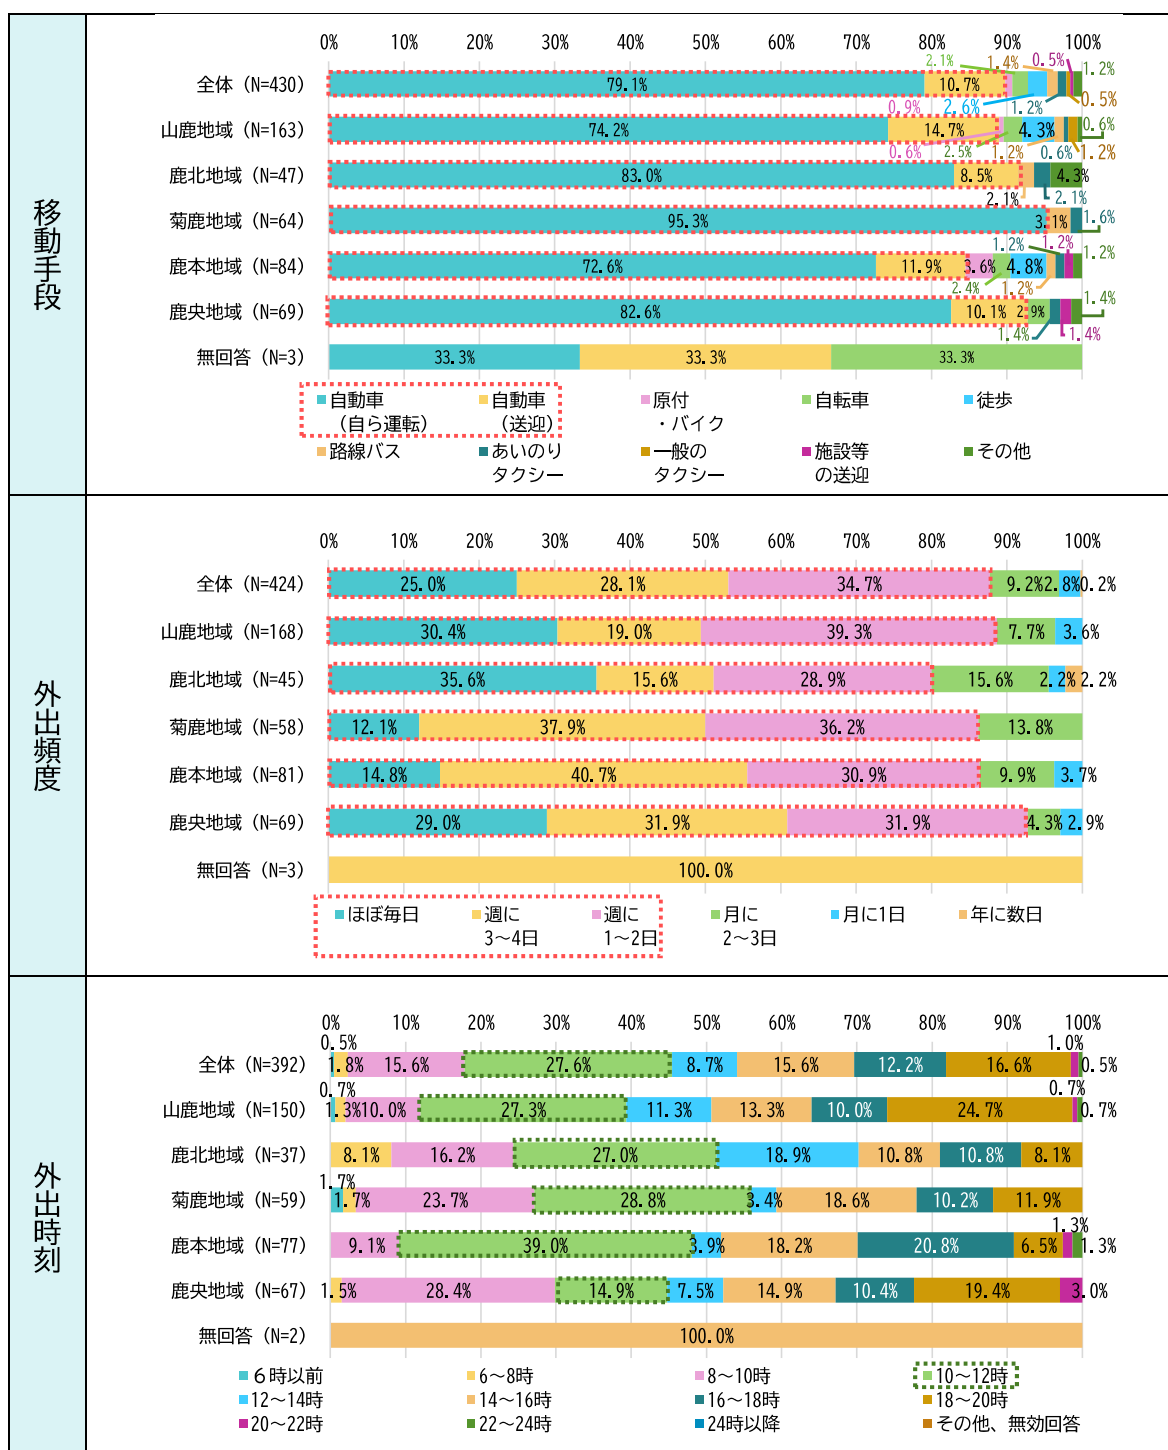 移動手段
0% 10% 20% 30% 40% 50% 60% 70% 80% 90% 100%
2.1% 1.4% 0.5% 1.2%
全体（N=430） 79.1% 10.7%
0.9% 2.6% 1.2% 0.5%
山鹿地域（N=163） 74.2% 14.7% 4.3% 0.6%
0.6% 2.5% 1.2% 0.6% 1.2%
鹿北地域（N=47） 83.0% 8.5% 4.3%
2.1% 2.1%
菊鹿地域（N=64） 95.3% 3.1% 1.6%
1.2% 1.2% 1.2%
鹿本地域（N=84） 72.6% 11.9% 3.6% 4.8%
2.4% 1.2%
鹿央地域（N=69） 82.6% 10.1% 2.9% 1.4%
1.4% 1.4%
無回答（N=3） 33.3% 33.3% 33.3%
自動車（自ら運転） 自動車（送迎） 原付・バイク 自転車 徒歩
路線バス あいのりタクシー 一般のタクシー 施設等の送迎 その他
外出頻度
0% 10% 20% 30% 40% 50% 60% 70% 80% 90% 100%
全体（N=424） 25.0% 28.1% 34.7% 9.2% 2.8% 0.2%
山鹿地域（N=168） 30.4% 19.0% 39.3% 7.7% 3.6%
鹿北地域（N=45） 35.6% 15.6% 28.9% 15.6% 2.2% 2.2%
菊鹿地域（N=58） 12.1% 37.9% 36.2% 13.8%
鹿本地域（N=81） 14.8% 40.7% 30.9% 9.9% 3.7%
鹿央地域（N=69） 29.0% 31.9% 31.9% 4.3% 2.9%
無回答（N=3） 100.0%
ほぼ毎日 週に3～4日 週に1～2日 月に2～3日 月に1日 年に数日
外出時刻
0% 10% 20% 30% 40% 50% 60% 70% 80% 90% 100%
0.5% 1.0%
全体（N=392） 1.8% 15.6% 27.6% 8.7% 15.6% 12.2% 16.6% 0.5%
0.7% 0.7%
山鹿地域（N=150） 1.3% 10.0% 27.3% 11.3% 13.3% 10.0% 24.7% 0.7%
鹿北地域（N=37） 8.1% 16.2% 27.0% 18.9% 10.8% 10.8% 8.1%
1.7%
菊鹿地域（N=59） 1.7% 23.7% 28.8% 3.4% 18.6% 10.2% 11.9%
1.3%
鹿本地域（N=77） 9.1% 39.0% 3.9% 18.2% 20.8% 6.5% 1.3%
鹿央地域（N=67） 1.5% 28.4% 14.9% 7.5% 14.9% 10.4% 19.4% 3.0%
無回答（N=2） 100.0%
６時以前 6～8時 8～10時 10～12時
12～14時 14～16時 16～18時 18～20時
20～22時 22～24時 24時以降 その他、無効回答